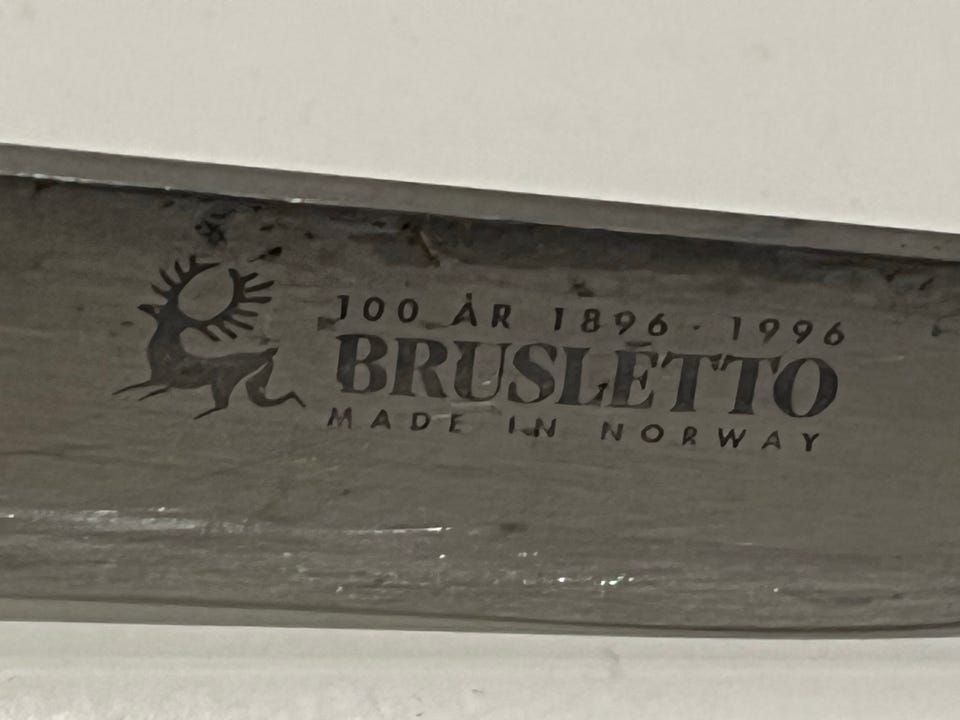 100 ÅR 1896 - 1996
BRUSLETTO
MADE IN NORWAY